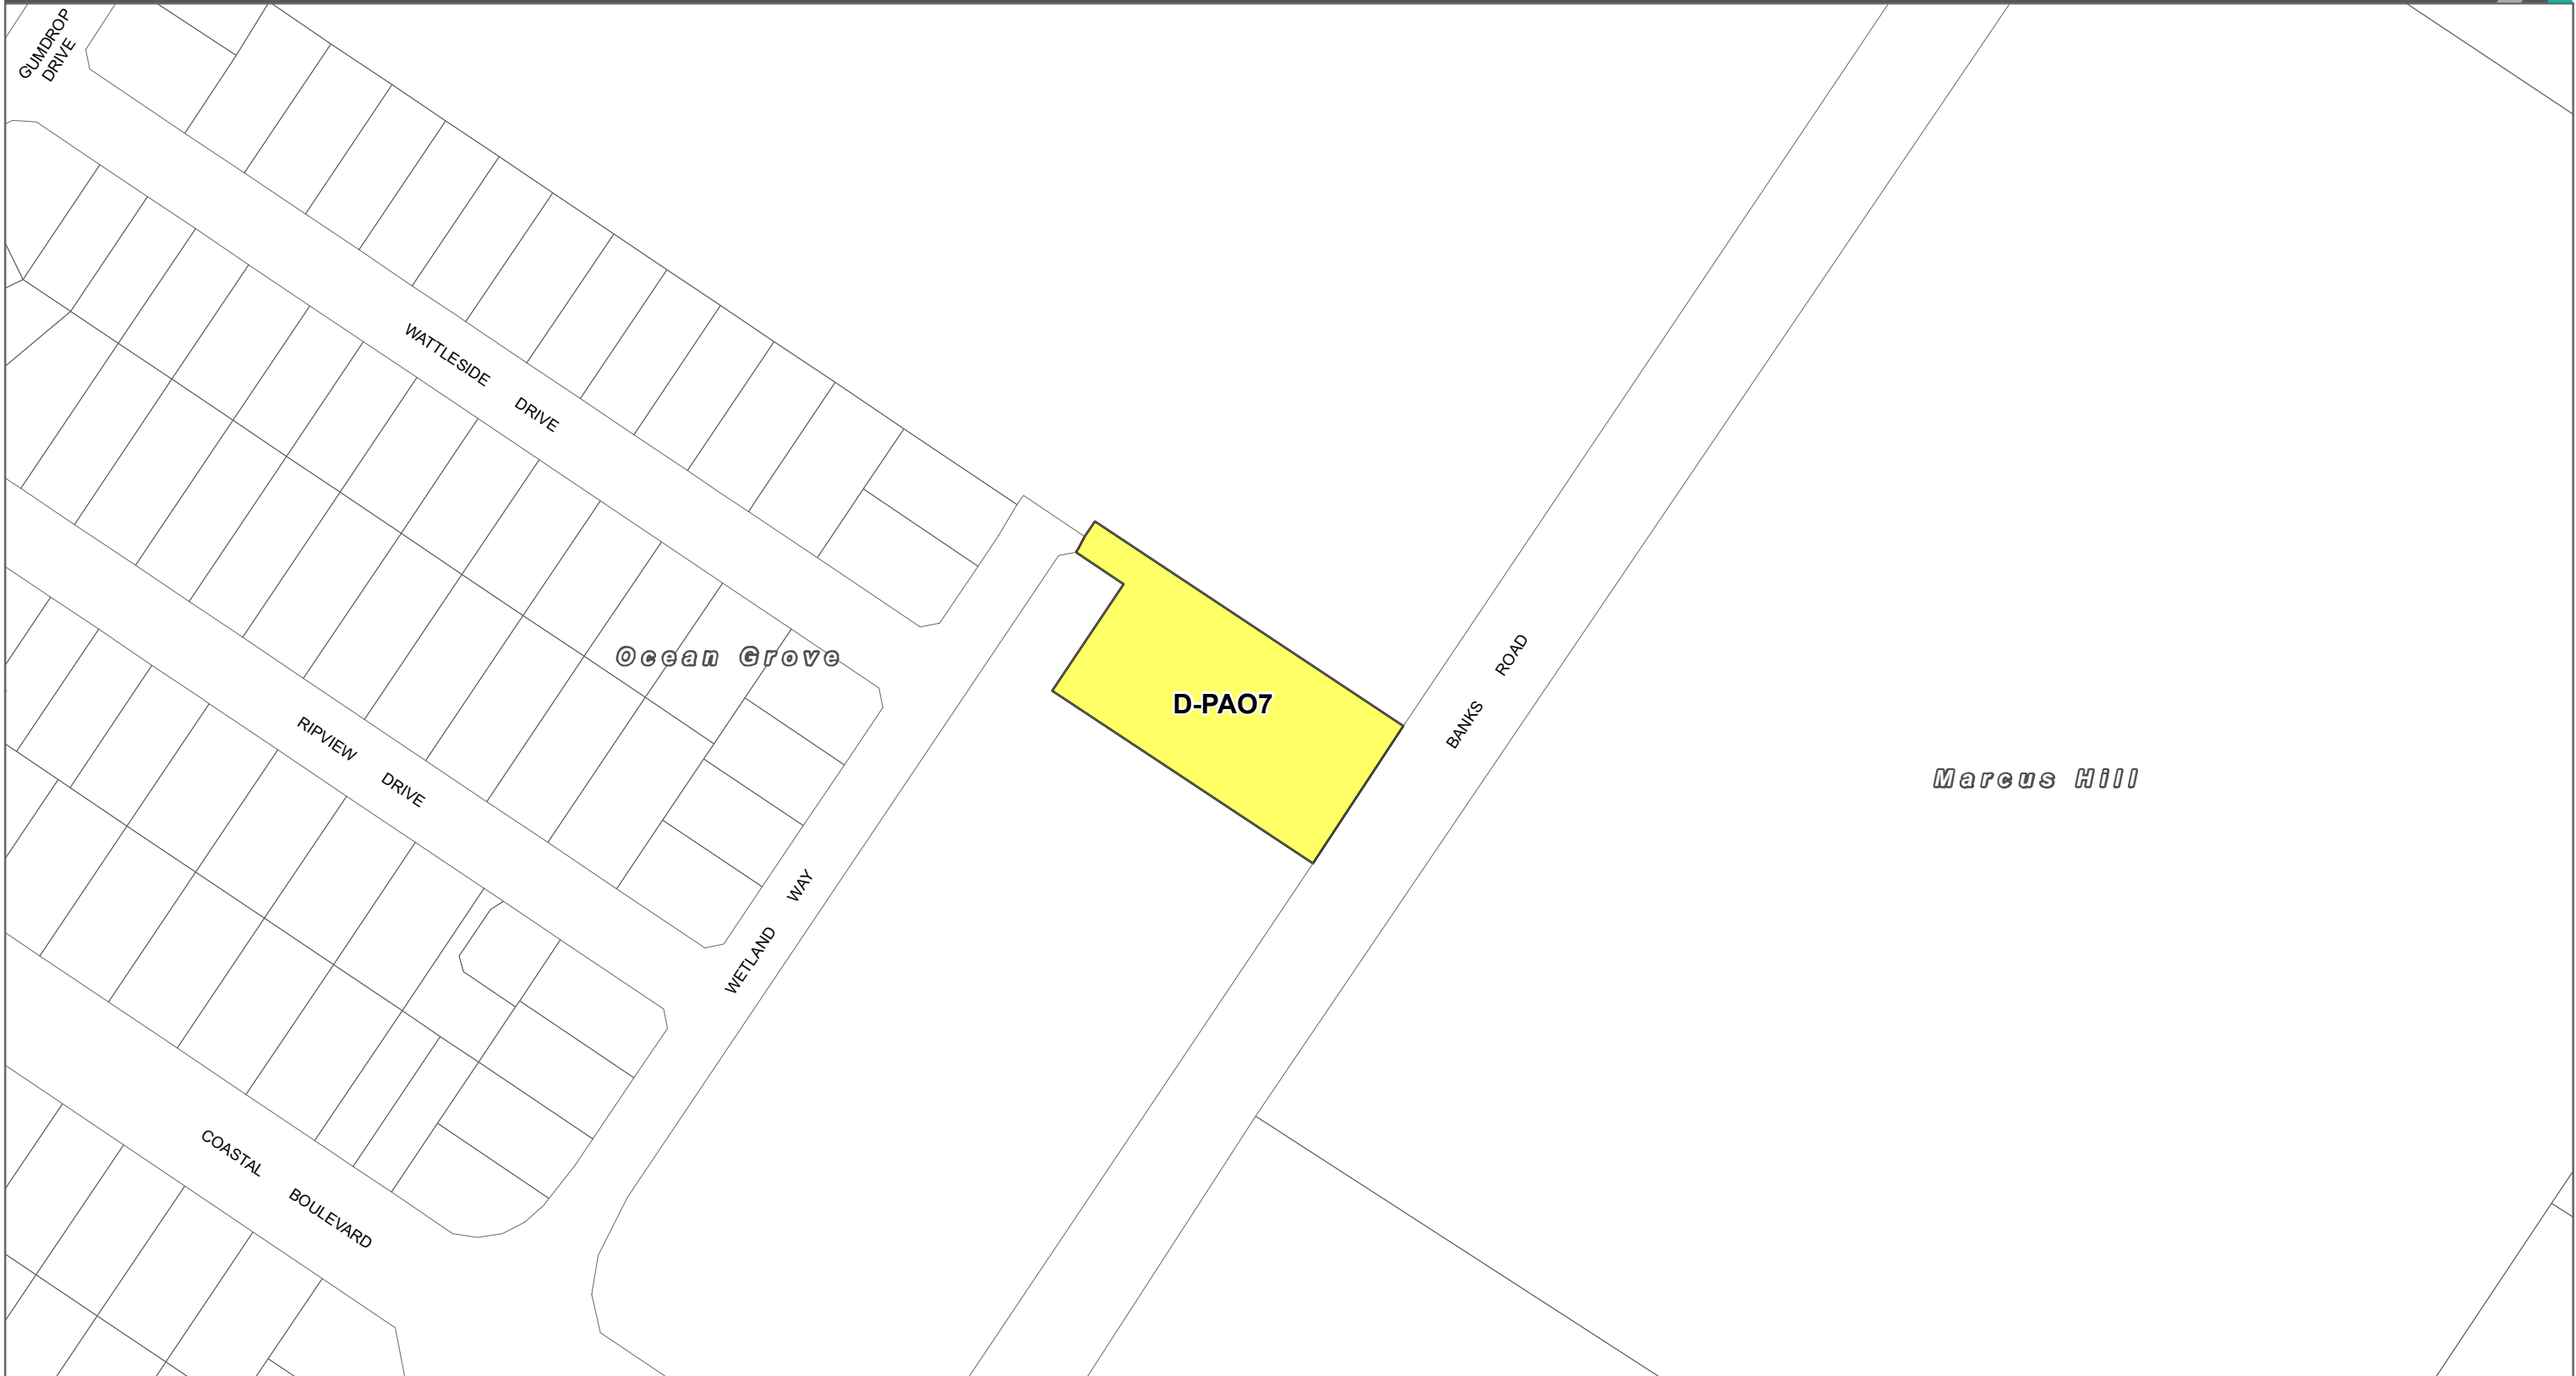 GUMDROP
DRIVE
WATTLESIDE DRIVE
Ocean Grove
BANKS ROAD
D-PAO7
RIPVIEW DRIVE
Marcus Hill
WETLAND WAY
COASTAL BOULEVARD